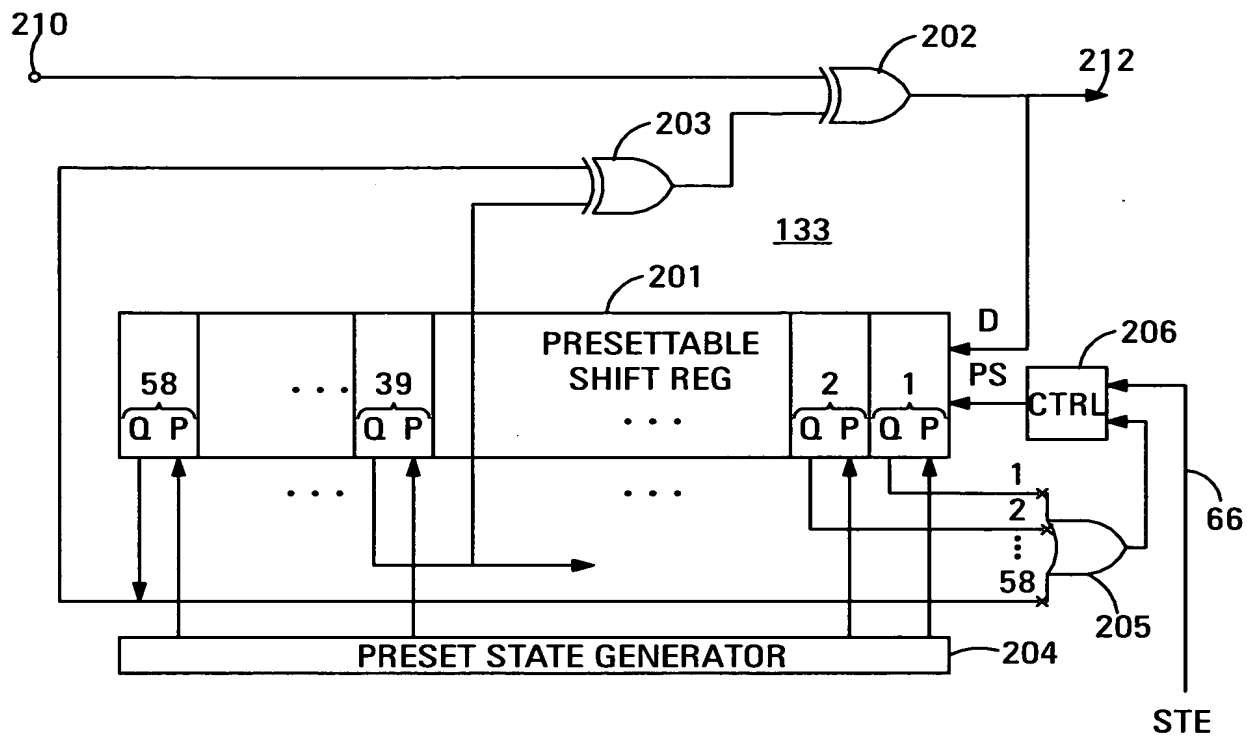 210
202
212
203
133
201
D
206
PRESETTABLE
SHIFT REG
PS
58
. . .
39
2
1
CTRL
Q P
Q P
. . .
Q P
Q P
. . .
. . .
1
2
66
58
205
PRESET STATE GENERATOR
204
STE